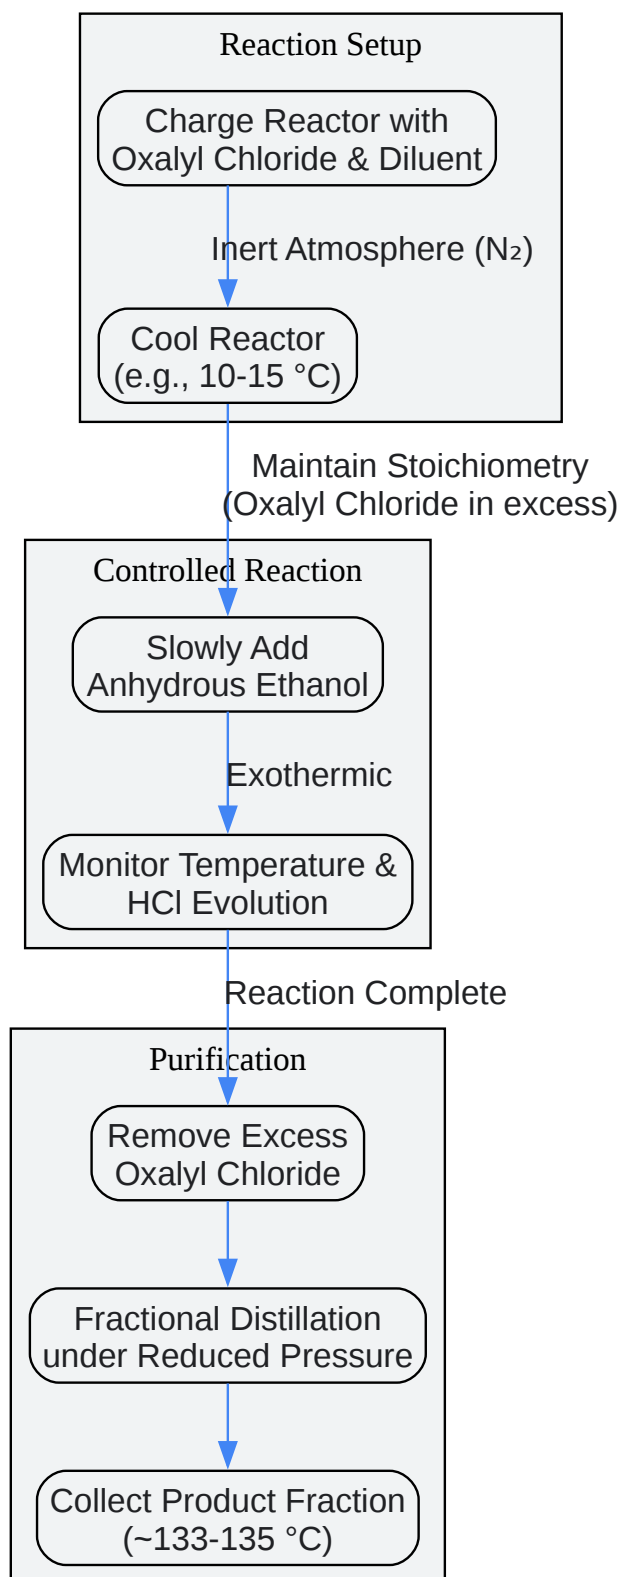 Reaction Setup
Charge Reactor with
Oxalyl Chloride & Diluent
Inert Atmosphere (N₂)
Cool Reactor
(e.g., 10-15 °C)
Maintain Stoichiometry
(Oxalyl Chloride in excess)
Controlled Reaction
Slowly Add
Anhydrous Ethanol
Exothermic
Monitor Temperature &
HCl Evolution
Reaction Complete
Purification
Remove Excess
Oxalyl Chloride
Fractional Distillation
under Reduced Pressure
Collect Product Fraction
(~133-135 °C)